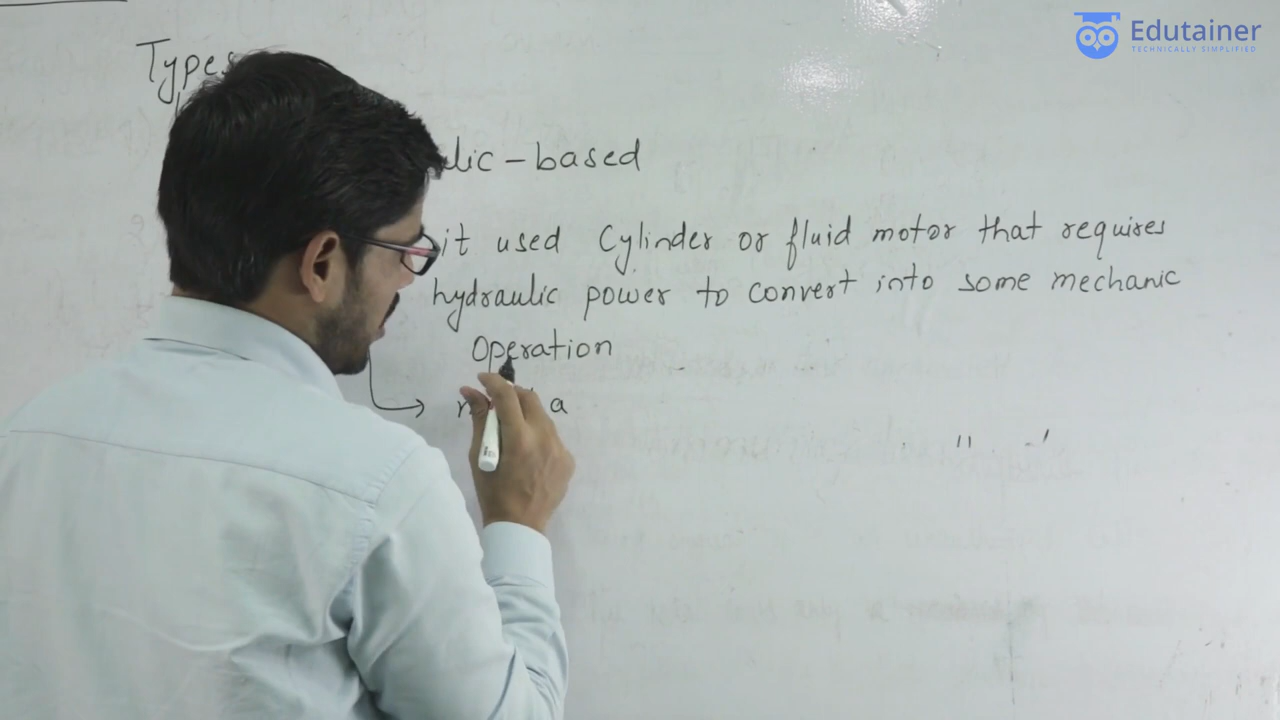 Edutainer
TECHNICALLY SIMPLIFIED
Types
lic - based
it used Cylinder or fluid motor that requires
hydraulic power to convert into some mechanic
Operation
a